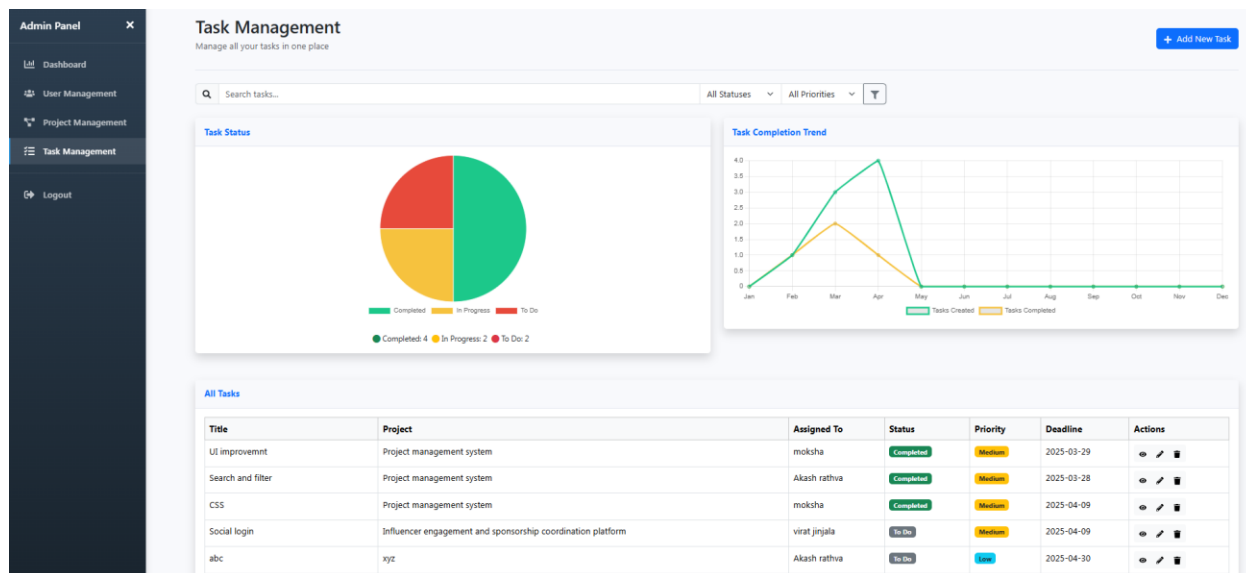 Admin Panel ×
Dashboard
User Management
Project Management
Task Management
Logout
Task Management
Manage all your tasks in one place
+ Add New Task
Search tasks... All Statuses All Priorities
Task Status
Completed In Progress To Do
Completed: 4 In Progress: 2 To Do: 2
Task Completion Trend
4.0
3.5
3.0
2.5
2.0
1.5
1.0
0.5
0
Jan Feb Mar Apr May Jun Jul Aug Sep Oct Nov Dec
Tasks Created Tasks Completed
All Tasks
Title Project Assigned To Status Priority Deadline Actions
UI improvemnt Project management system moksha Completed Medium 2025-03-29
Search and filter Project management system Akash rathva Completed Medium 2025-03-28
CSS Project management system moksha Completed Medium 2025-04-09
Social login Influencer engagement and sponsorship coordination platform virat jinjala To Do Medium 2025-04-09
abc xyz Akash rathva To Do Low 2025-04-30